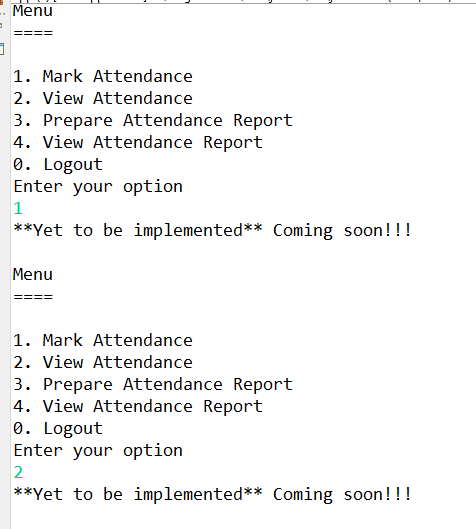 Menu
====
1. Mark Attendance
2. View Attendance
3. Prepare Attendance Report
4. View Attendance Report
0. Logout
Enter your option
1
**Yet to be implemented** Coming soon!!!
Menu
====
1. Mark Attendance
2. View Attendance
3. Prepare Attendance Report
4. View Attendance Report
0. Logout
Enter your option
2
**Yet to be implemented** Coming soon!!!